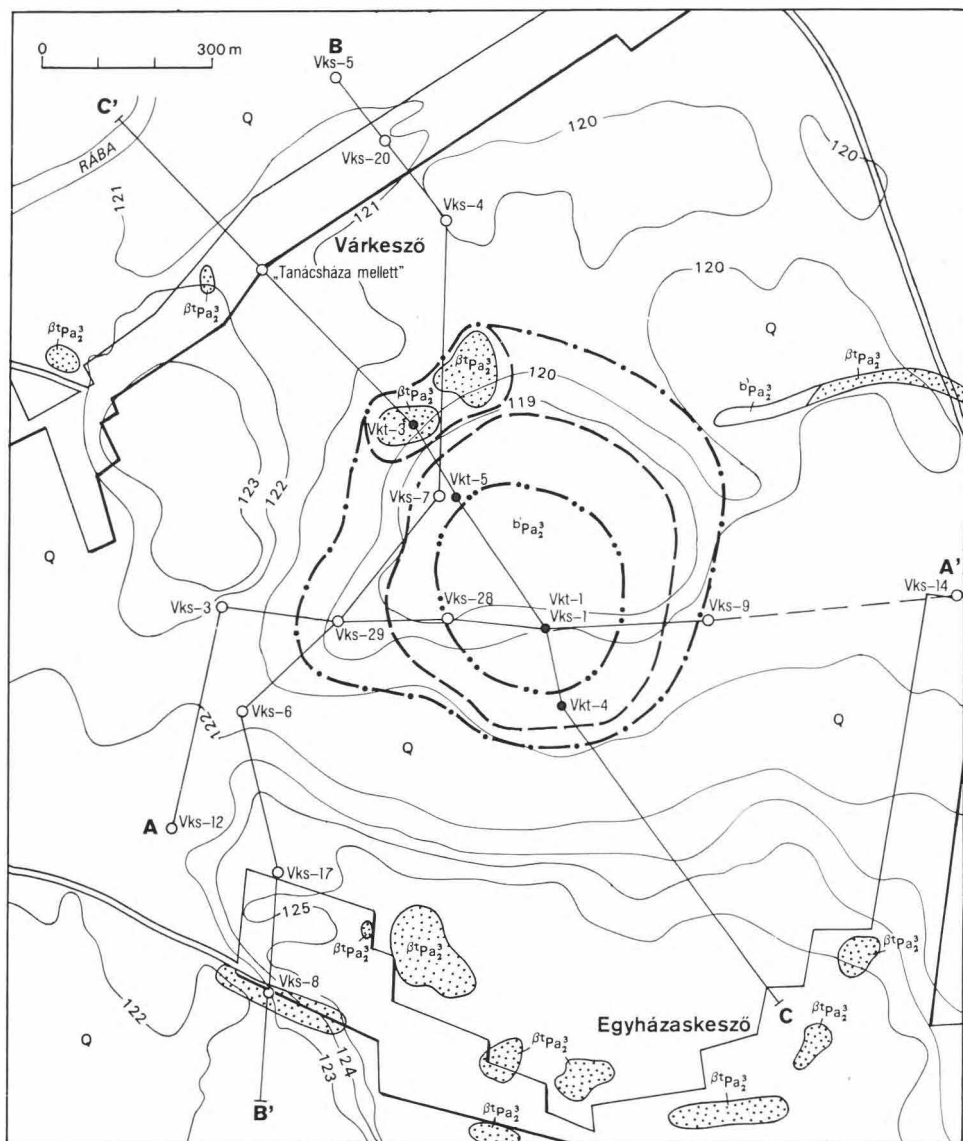 0 300 m
B
Vks-5
C'
Q
RÁBA
Vks-20
120
120
121
Vks-4
121
Várkesző
„Tanácsháza mellett"
120
Q
βᵗPa₂³
βᵗPa₂³
βᵗPa₂³
120
βᵗPa₂³
b'Pa₂³
βᵗPa₂³
119
Vkt-3
123
122
Vks-7
Vkt-5
b'Pa₂³
Q
A'
Vks-14
Vks-3
Vks-28
Vkt-1
Vks-1
Vks-9
Vks-29
Vkt-4
Vks-6
122
Q
Q
A
Vks-12
Vks-17
125
βᵗPa₂³
βᵗPa₂³
βᵗPa₂³
122
Vks-8
C
Egyházaskesző
βᵗPa₂³
Q
βᵗPa₂³
124
123
βᵗPa₂³
B'
βᵗPa₂³